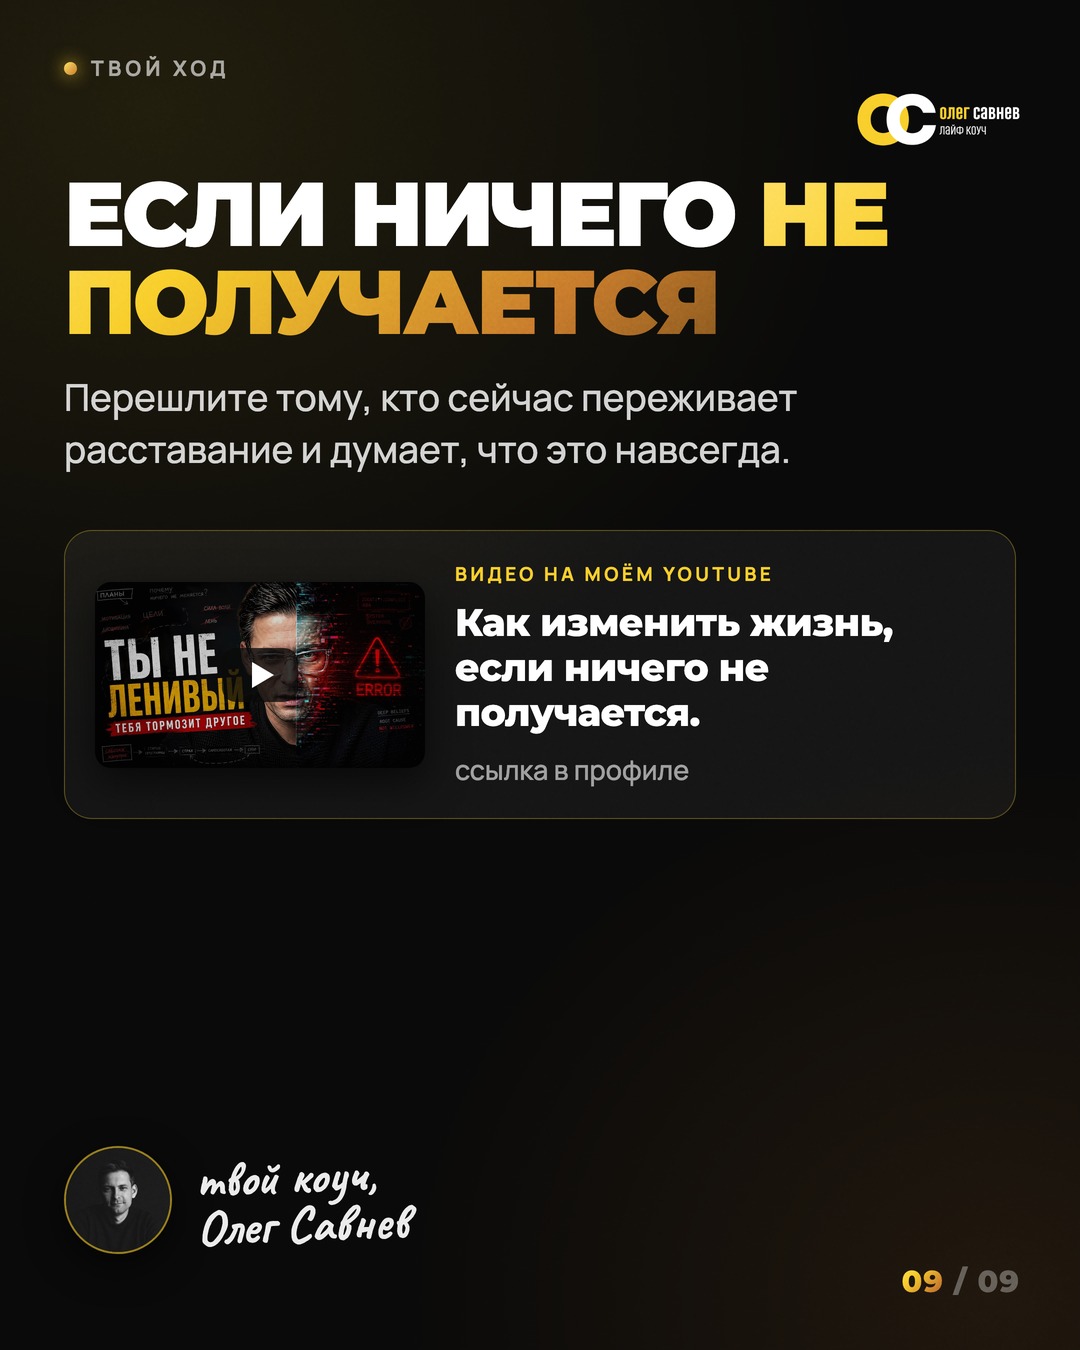 ТВОЙ ХОД
олег савнев
ЛАЙФ КОУЧ
ЕСЛИ НИЧЕГО НЕ
ПОЛУЧАЕТСЯ
Перешлите тому, кто сейчас переживает
расставание и думает, что это навсегда.
ПЛАНЫ
ЦЕЛИ
ТЫ НЕ
ЛЕНИВЫЙ
ТЕБЯ ТОРМОЗИТ ДРУГОЕ
ERROR
ВИДЕО НА МОЁМ YOUTUBE
Как изменить жизнь,
если ничего не
получается.
ссылка в профиле
твой коуч,
Олег Савнев
09 / 09